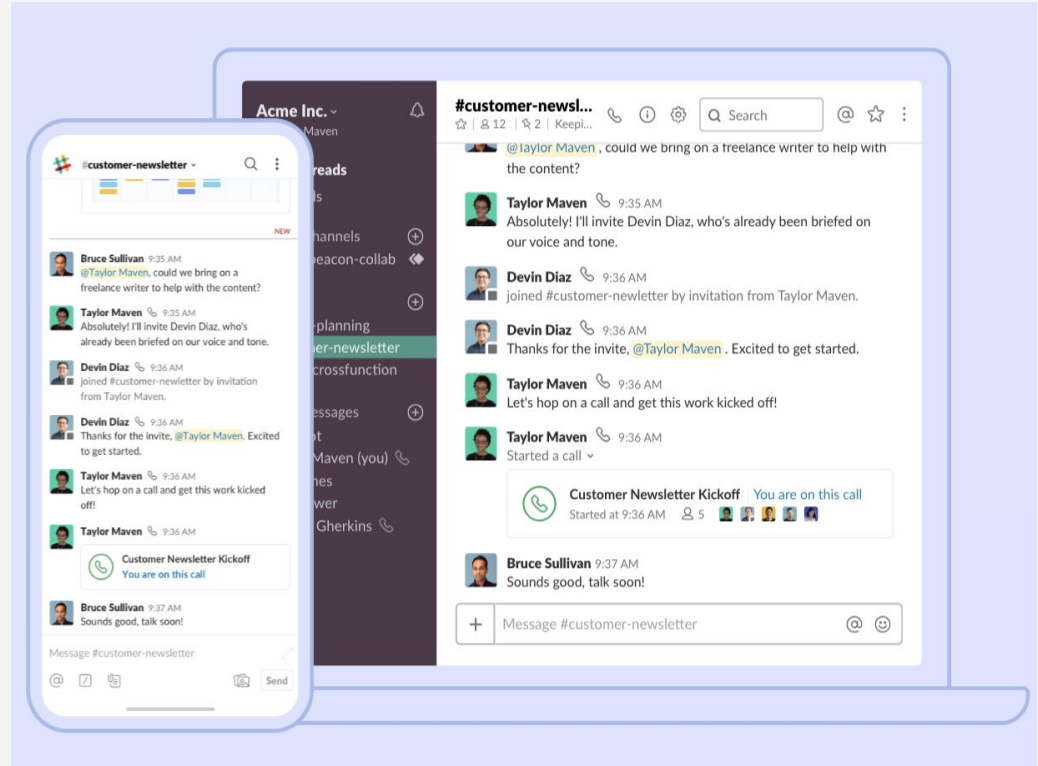 #customer-newsletter
NEW
Bruce Sullivan 9:35 AM
@Taylor Maven, could we bring on a
freelance writer to help with the content?
Taylor Maven 9:35 AM
Absolutely! I'll invite Devin Diaz, who's
already been briefed on our voice and tone.
Devin Diaz 9:36 AM
joined #customer-newletter by invitation
from Taylor Maven.
Devin Diaz 9:36 AM
Thanks for the invite, @Taylor Maven. Excited
to get started.
Taylor Maven 9:36 AM
Let's hop on a call and get this work kicked
off!
Taylor Maven 9:36 AM
Customer Newsletter Kickoff
You are on this call
Bruce Sullivan 9:37 AM
Sounds good, talk soon!
Message #customer-newsletter
Send
Acme Inc.
Maven
reads
ls
hannels
eacon-collab
-planning
er-newsletter
crossfunction
essages
ot
Maven (you)
nes
wer
Gherkins
#customer-newsl...
12 | 2 | Keepi...
Search
@Taylor Maven , could we bring on a freelance writer to help with
the content?
Taylor Maven 9:35 AM
Absolutely! I'll invite Devin Diaz, who's already been briefed on
our voice and tone.
Devin Diaz 9:36 AM
joined #customer-newletter by invitation from Taylor Maven.
Devin Diaz 9:36 AM
Thanks for the invite, @Taylor Maven . Excited to get started.
Taylor Maven 9:36 AM
Let's hop on a call and get this work kicked off!
Taylor Maven 9:36 AM
Started a call
Customer Newsletter Kickoff | You are on this call
Started at 9:36 AM 5
Bruce Sullivan 9:37 AM
Sounds good, talk soon!
Message #customer-newsletter